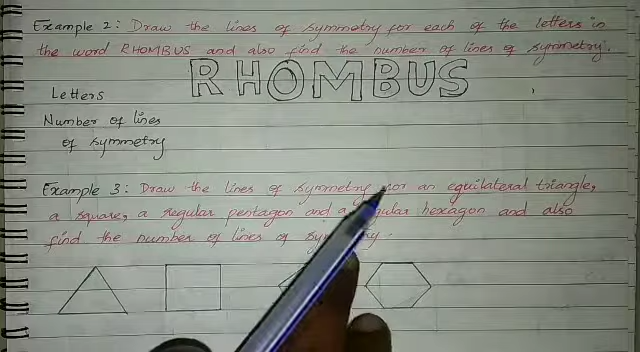 Example 2: Draw the lines of symmetry for each of the letters in
the word RHOMBUS and also find the number of lines of symmetry.
RHOMBUS
Letters
Number of lines
of symmetry
Example 3: Draw the lines of symmetry for an equilateral triangle,
a square, a regular pentagon and a regular hexagon and also
find the number of lines of symmetry.